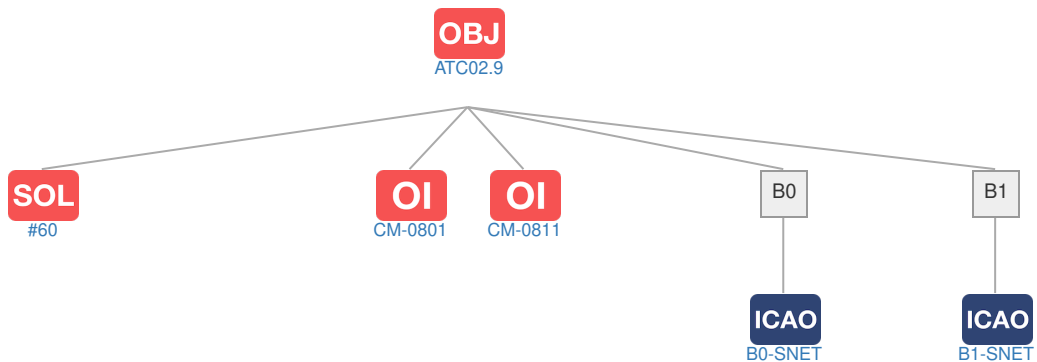 OBJ
ATC02.9
SOL
#60
OI
CM-0801
OI
CM-0811
B0
B1
ICAO
B0-SNET
ICAO
B1-SNET